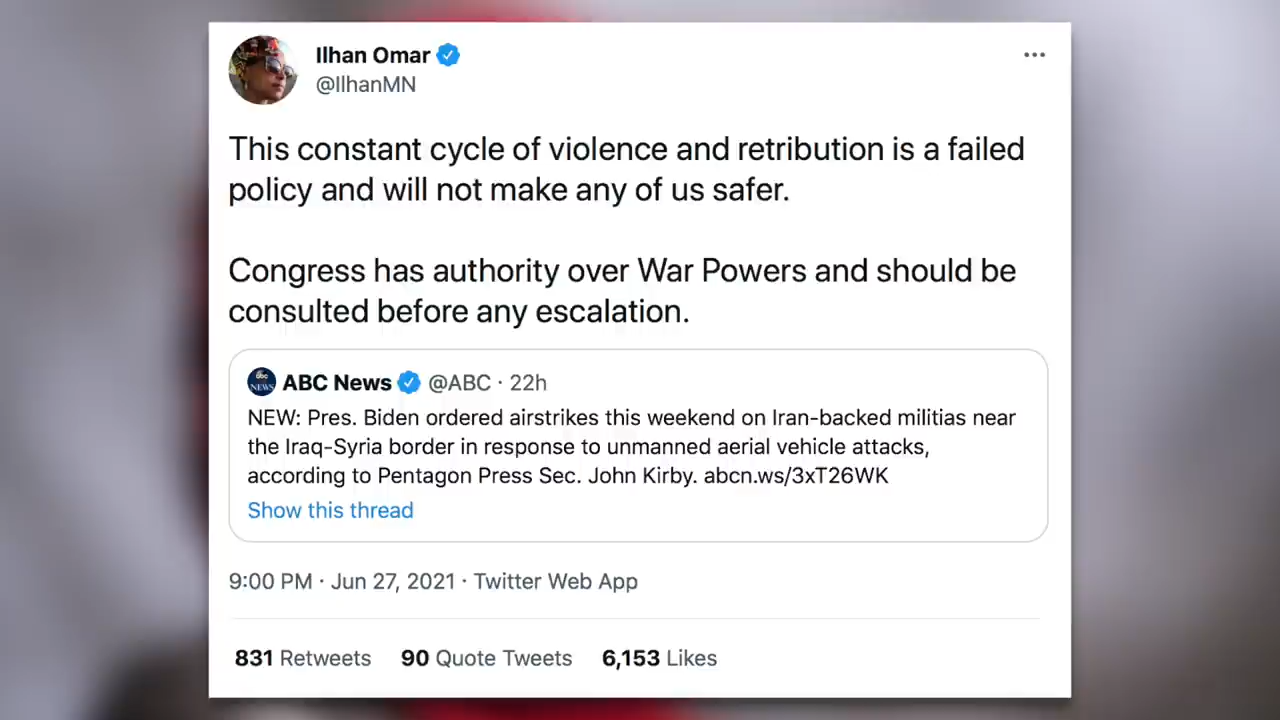 Ilhan Omar
@IlhanMN
This constant cycle of violence and retribution is a failed
policy and will not make any of us safer.
Congress has authority over War Powers and should be
consulted before any escalation.
abc
NEWS
ABC News @ABC · 22h
NEW: Pres. Biden ordered airstrikes this weekend on Iran-backed militias near
the Iraq-Syria border in response to unmanned aerial vehicle attacks,
according to Pentagon Press Sec. John Kirby. abcn.ws/3xT26WK
Show this thread
9:00 PM · Jun 27, 2021 · Twitter Web App
831 Retweets 90 Quote Tweets 6,153 Likes